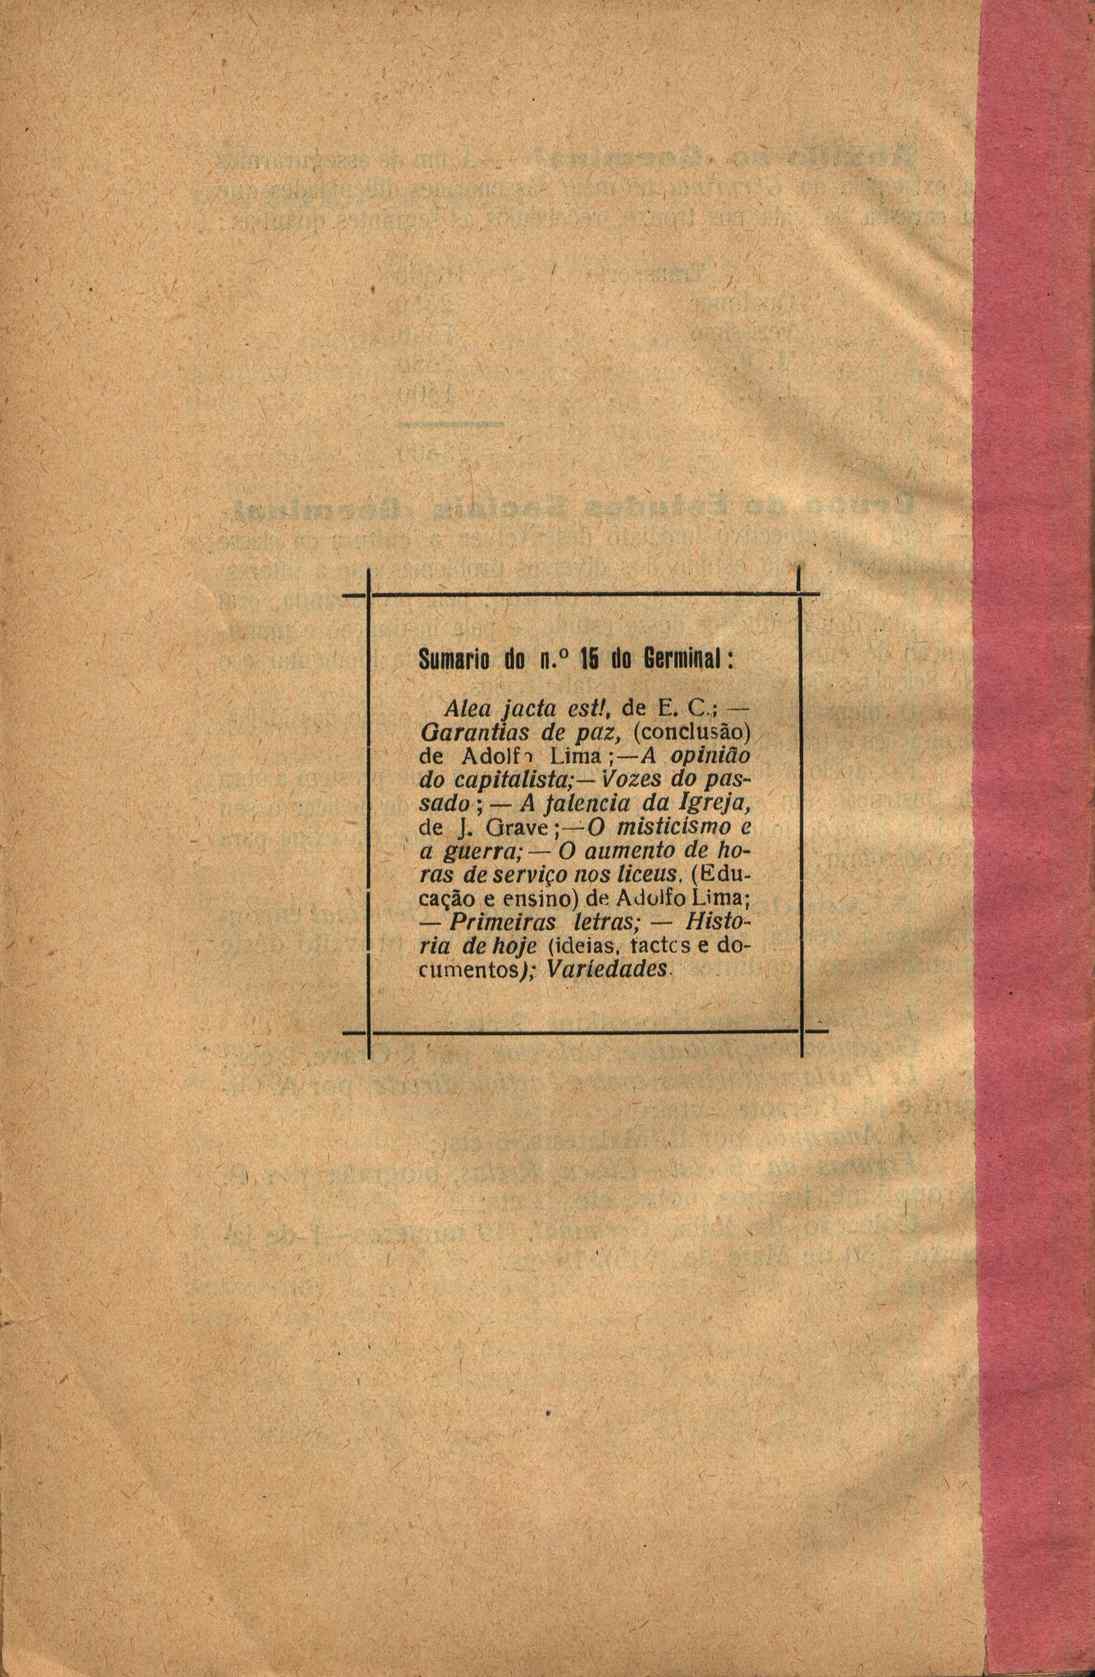 Sumario do n.º 15 do Germinal:
Alea jacta est!, de E. C.; —
Garantias de paz, (conclusão)
de Adolfo Lima;—A opinião
do capitalista;—Vozes do pas-
sado; — A falencia da Igreja,
de J. Grave;—O misticismo e
a guerra;— O aumento de ho-
ras de serviço nos liceus. (Edu-
cação e ensino) de Adolfo Lima;
— Primeiras letras; — Histo-
ria de hoje (ideias, factos e do-
cumentos); Variedades.